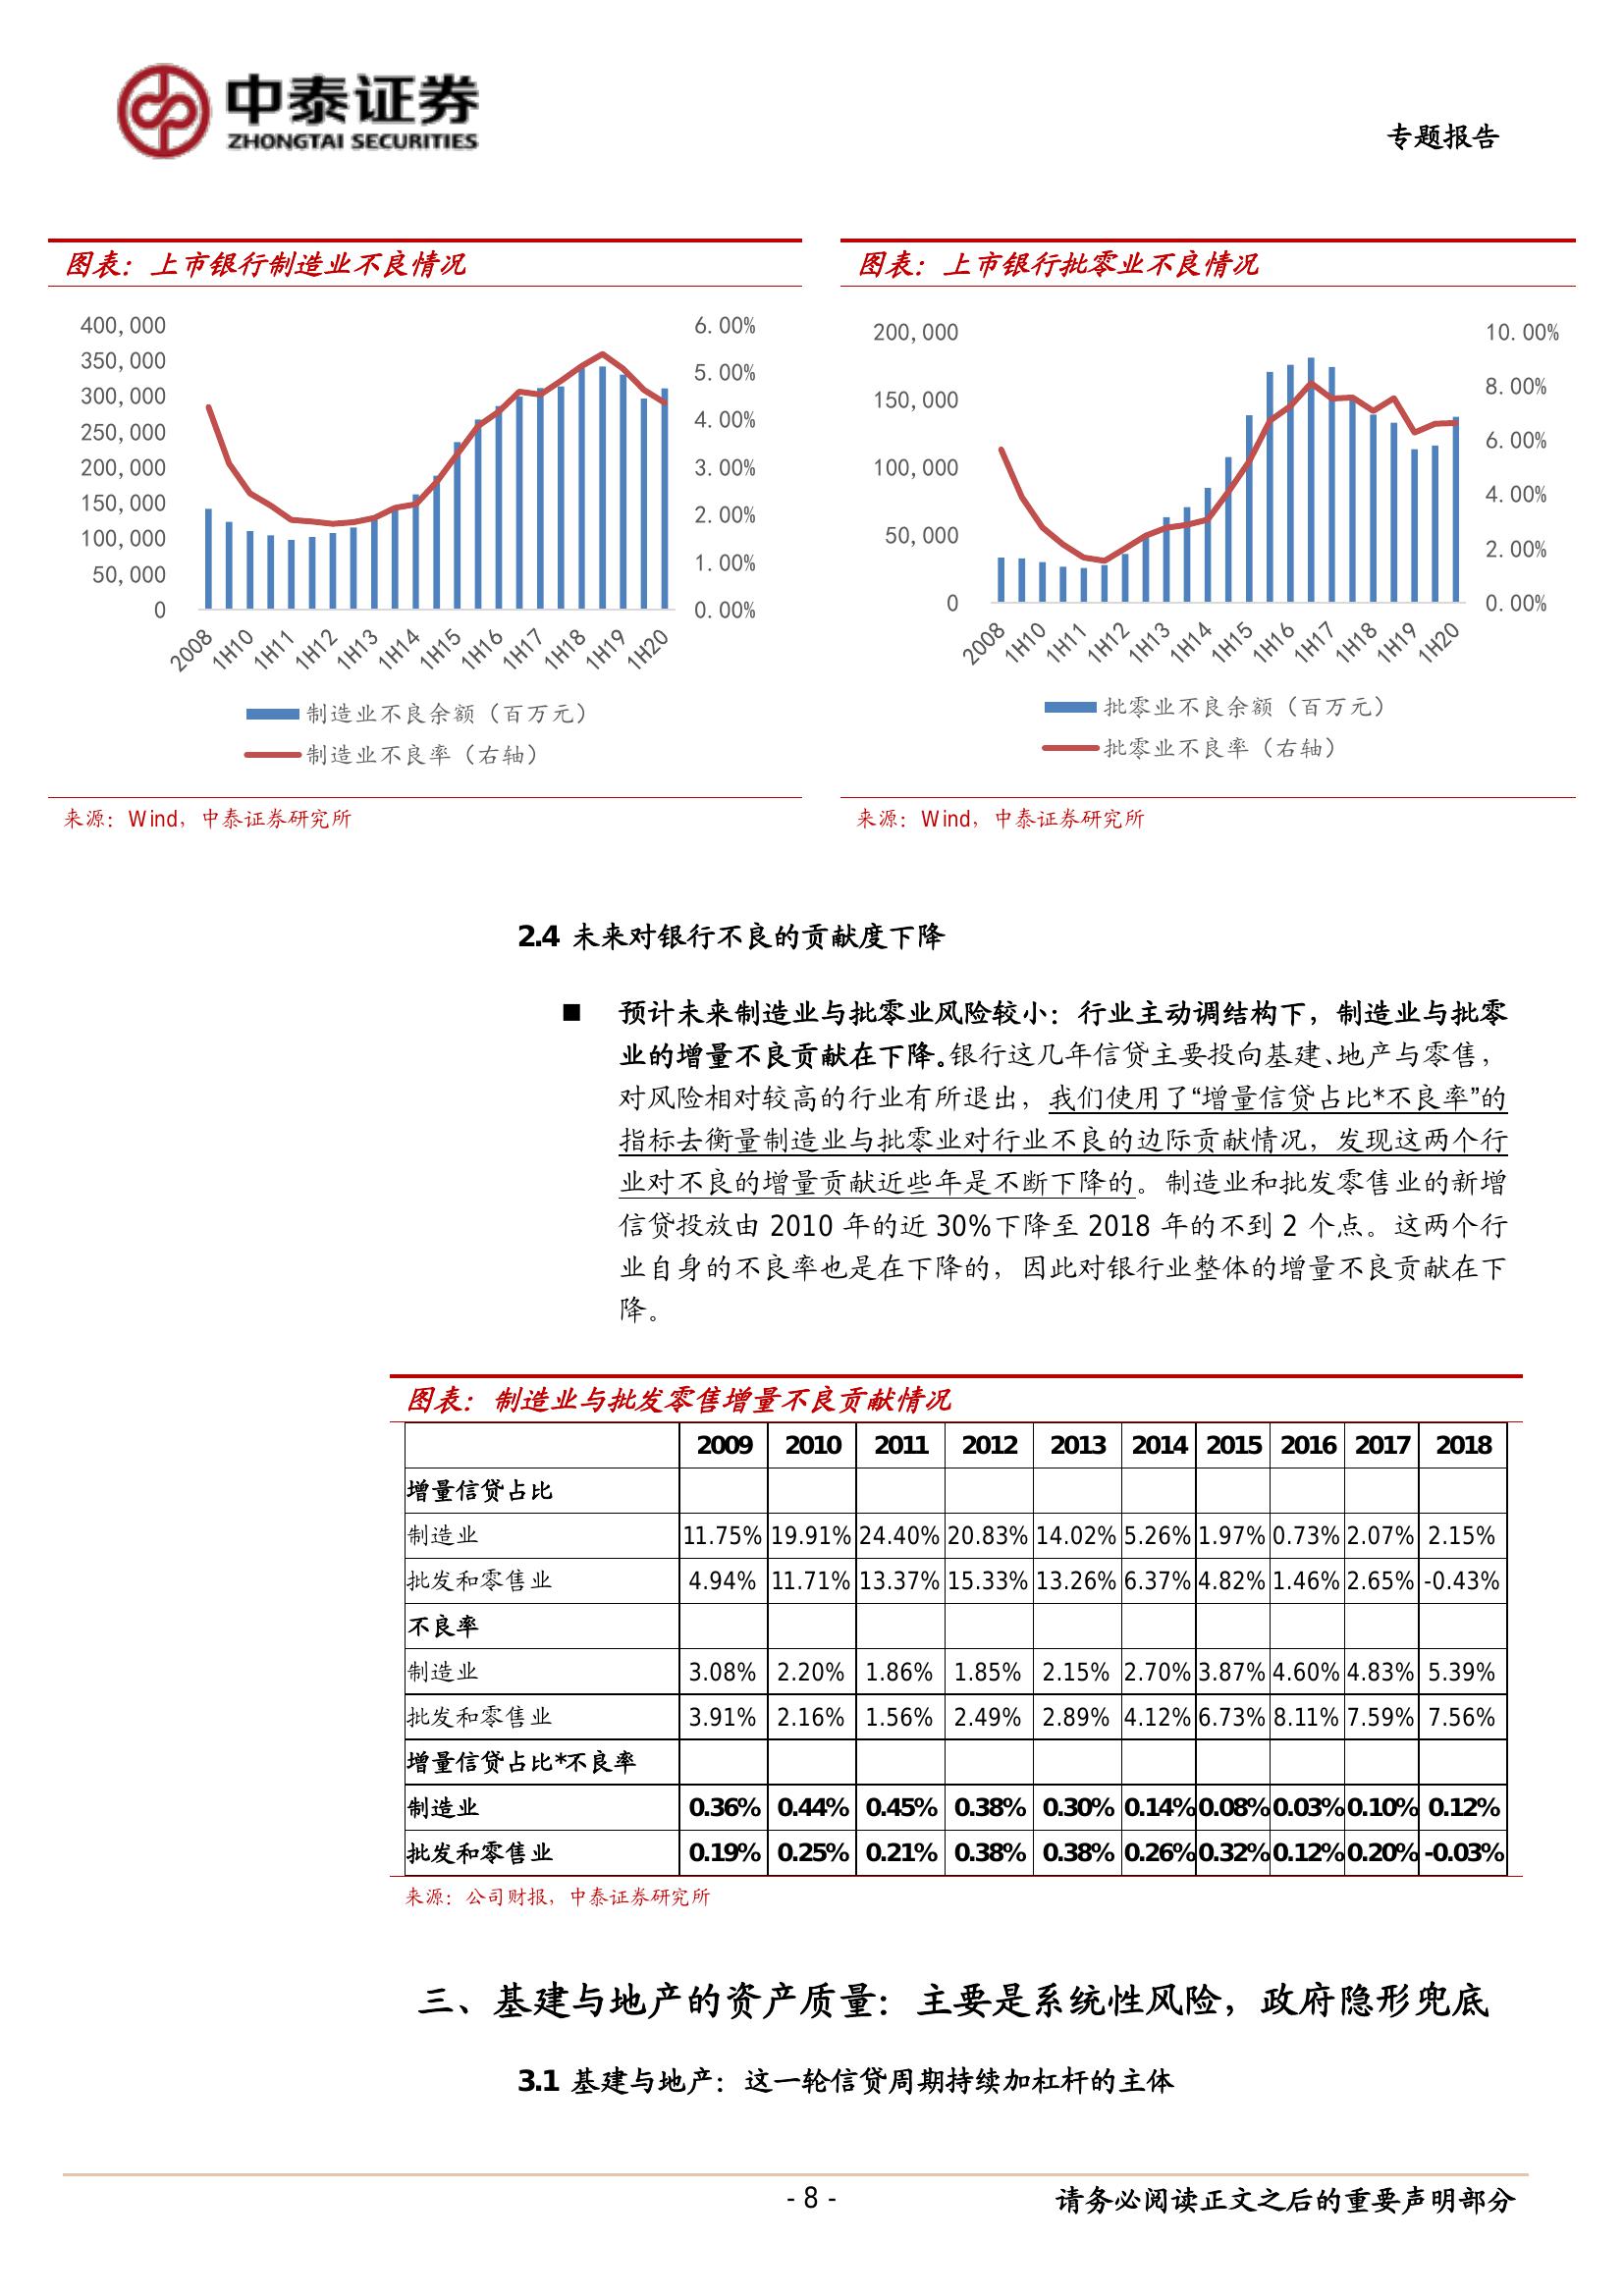 中泰证券
ZHONGTAI SECURITIES
专题报告
图表：上市银行制造业不良情况
400,000
350,000
300,000
250,000
200,000
150,000
100,000
50,000
0
6.00%
5.00%
4.00%
3.00%
2.00%
1.00%
0.00%
2008 1H10 1H11 1H12 1H13 1H14 1H15 1H16 1H17 1H18 1H19 1H20
制造业不良余额（百万元）
制造业不良率（右轴）
来源：Wind，中泰证券研究所
图表：上市银行批零业不良情况
200,000
150,000
100,000
50,000
0
10.00%
8.00%
6.00%
4.00%
2.00%
0.00%
2008 1H10 1H11 1H12 1H13 1H14 1H15 1H16 1H17 1H18 1H19 1H20
批零业不良余额（百万元）
批零业不良率（右轴）
来源：Wind，中泰证券研究所
2.4 未来对银行不良的贡献度下降
■ 预计未来制造业与批零业风险较小：行业主动调结构下，制造业与批零
业的增量不良贡献在下降。银行这几年信贷主要投向基建、地产与零售，
对风险相对较高的行业有所退出，我们使用了“增量信贷占比*不良率”的
指标去衡量制造业与批零业对行业不良的边际贡献情况，发现这两个行
业对不良的增量贡献近些年是不断下降的。制造业和批发零售业的新增
信贷投放由 2010 年的近 30%下降至 2018 年的不到 2 个点。这两个行
业自身的不良率也是在下降的，因此对银行业整体的增量不良贡献在下
降。
图表：制造业与批发零售增量不良贡献情况
2009 2010 2011 2012 2013 2014 2015 2016 2017 2018
增量信贷占比
制造业 11.75% 19.91% 24.40% 20.83% 14.02% 5.26% 1.97% 0.73% 2.07% 2.15%
批发和零售业 4.94% 11.71% 13.37% 15.33% 13.26% 6.37% 4.82% 1.46% 2.65% -0.43%
不良率
制造业 3.08% 2.20% 1.86% 1.85% 2.15% 2.70% 3.87% 4.60% 4.83% 5.39%
批发和零售业 3.91% 2.16% 1.56% 2.49% 2.89% 4.12% 6.73% 8.11% 7.59% 7.56%
增量信贷占比*不良率
制造业 0.36% 0.44% 0.45% 0.38% 0.30% 0.14% 0.08% 0.03% 0.10% 0.12%
批发和零售业 0.19% 0.25% 0.21% 0.38% 0.38% 0.26% 0.32% 0.12% 0.20% -0.03%
来源：公司财报，中泰证券研究所
三、基建与地产的资产质量：主要是系统性风险，政府隐形兜底
3.1 基建与地产：这一轮信贷周期持续加杠杆的主体
- 8 -
请务必阅读正文之后的重要声明部分